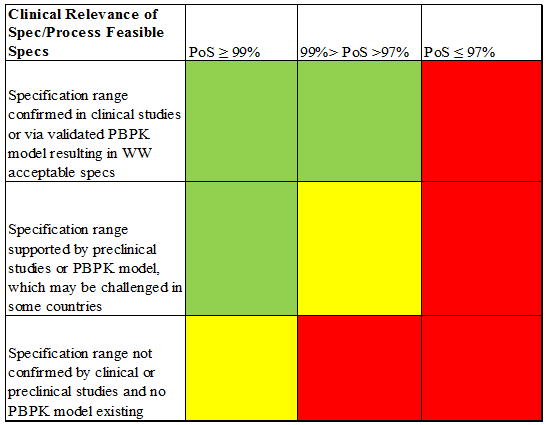 Clinical Relevance of
Spec/Process Feasible
Specs
PoS ≥ 99%
99%> PoS >97%
PoS ≤ 97%
Specification range
confirmed in clinical studies
or via validated PBPK
model resulting in WW
acceptable specs
Specification range
supported by preclinical
studies or PBPK model,
which may be challenged in
some countries
Specification range not
confirmed by clinical or
preclinical studies and no
PBPK model existing